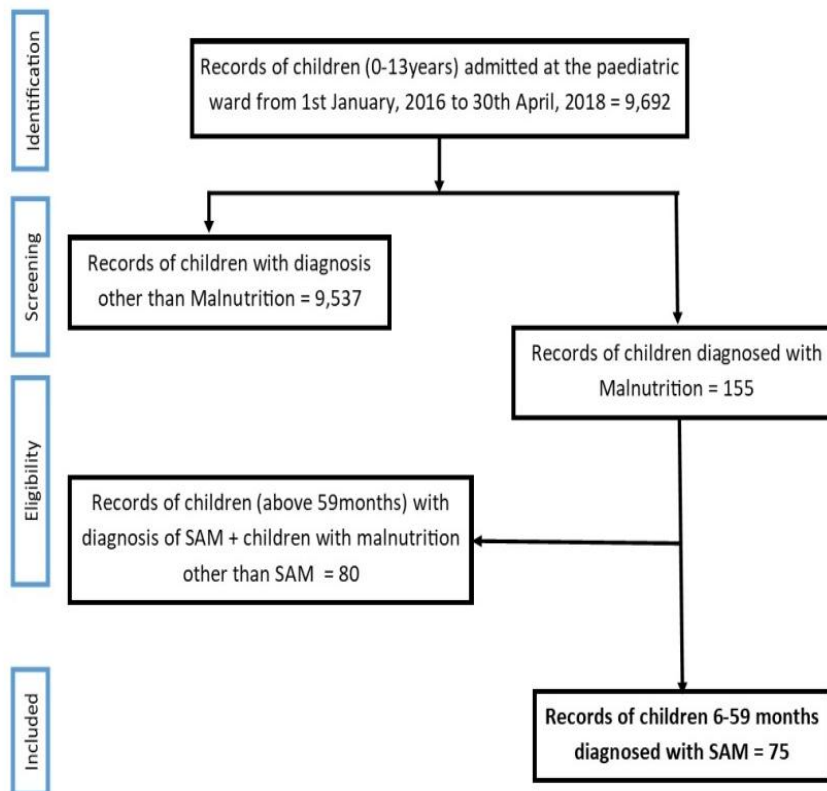 Identification
Records of children (0-13years) admitted at the paediatric
ward from 1st January, 2016 to 30th April, 2018 = 9,692
Screening
Records of children with diagnosis
other than Malnutrition = 9,537
Records of children diagnosed with
Malnutrition = 155
Eligibility
Records of children (above 59months) with
diagnosis of SAM + children with malnutrition
other than SAM = 80
Included
Records of children 6-59 months
diagnosed with SAM = 75